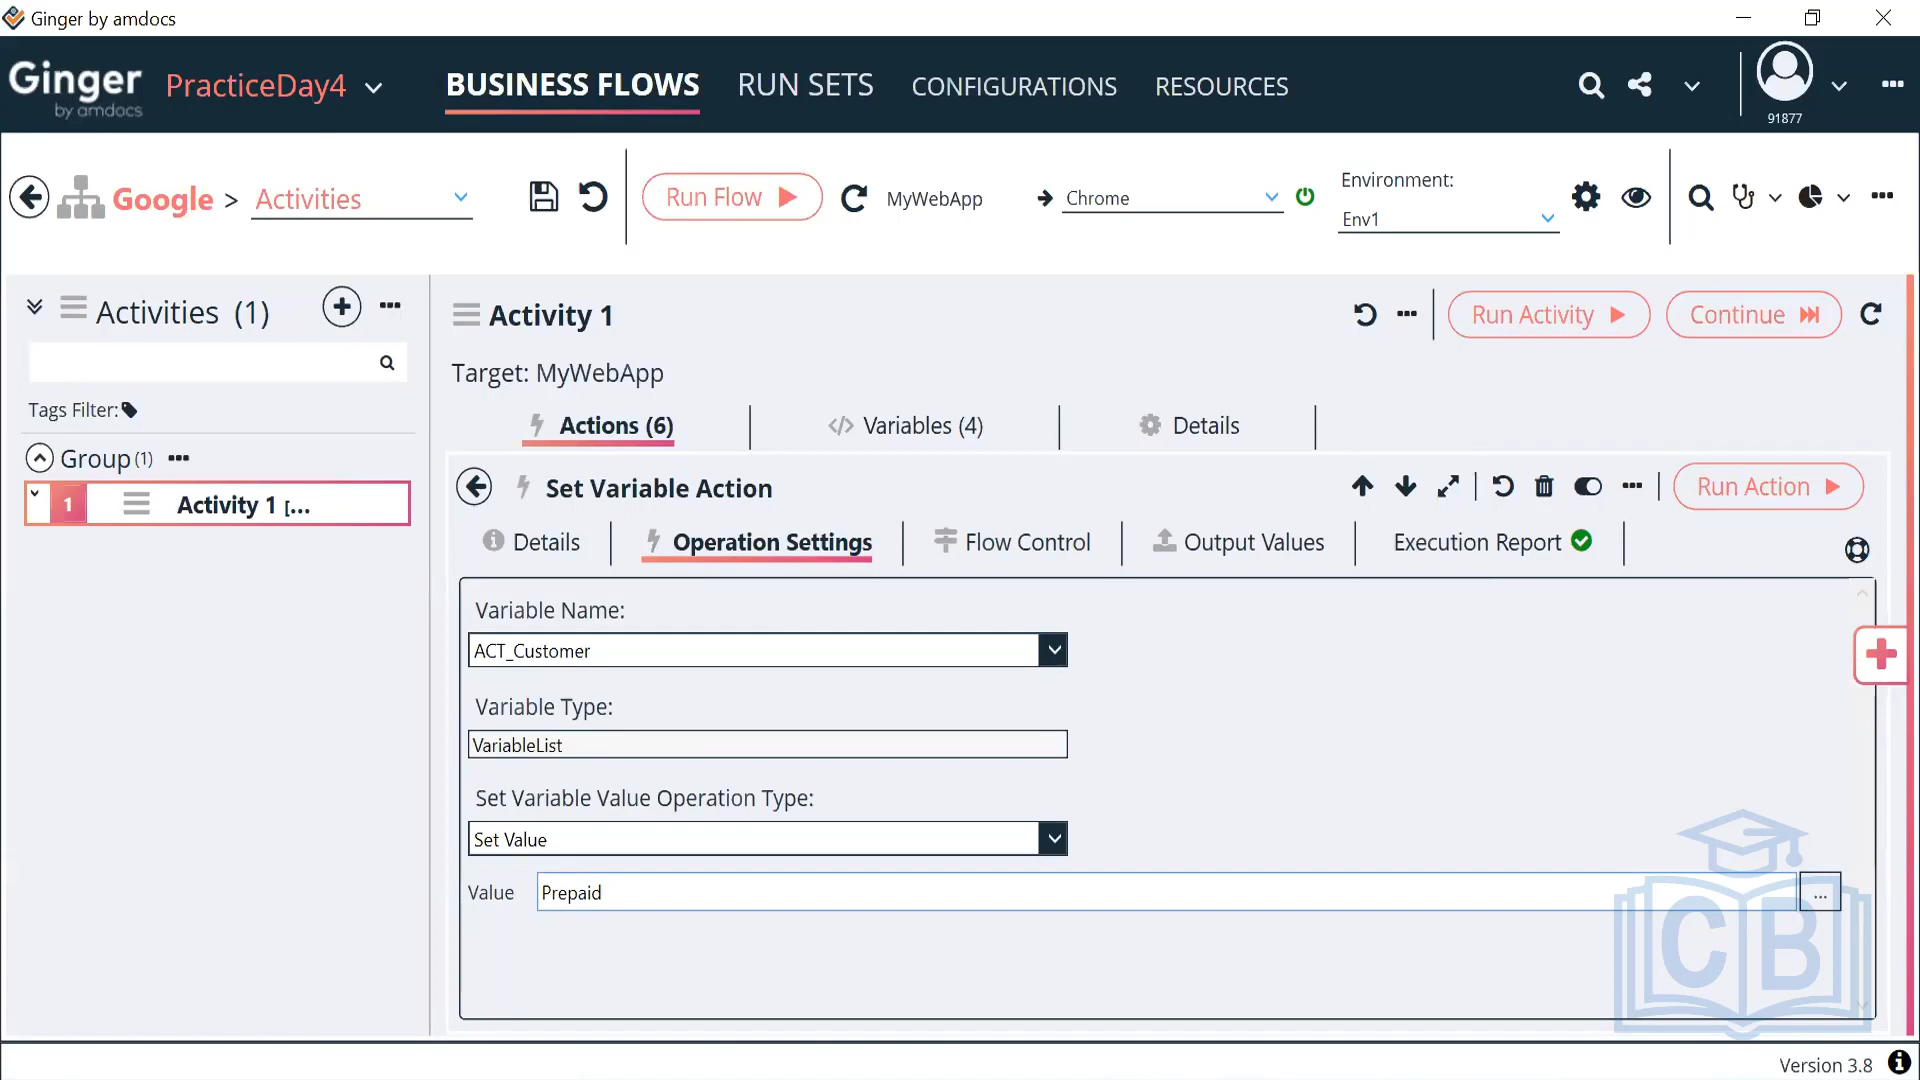 Ginger by amdocs
Ginger by amdocs
PracticeDay4
BUSINESS FLOWS
RUN SETS
CONFIGURATIONS
RESOURCES
91877
Google > Activities
Run Flow
MyWebApp
Chrome
Environment:
Env1
Activities (1)
Tags Filter:
Group (1)
1 Activity 1 [...
Activity 1
Run Activity
Continue
Target: MyWebApp
Actions (6)
Variables (4)
Details
Set Variable Action
Run Action
Details
Operation Settings
Flow Control
Output Values
Execution Report
Variable Name:
ACT_Customer
Variable Type:
VariableList
Set Variable Value Operation Type:
Set Value
Value Prepaid ...
CB
Version 3.8